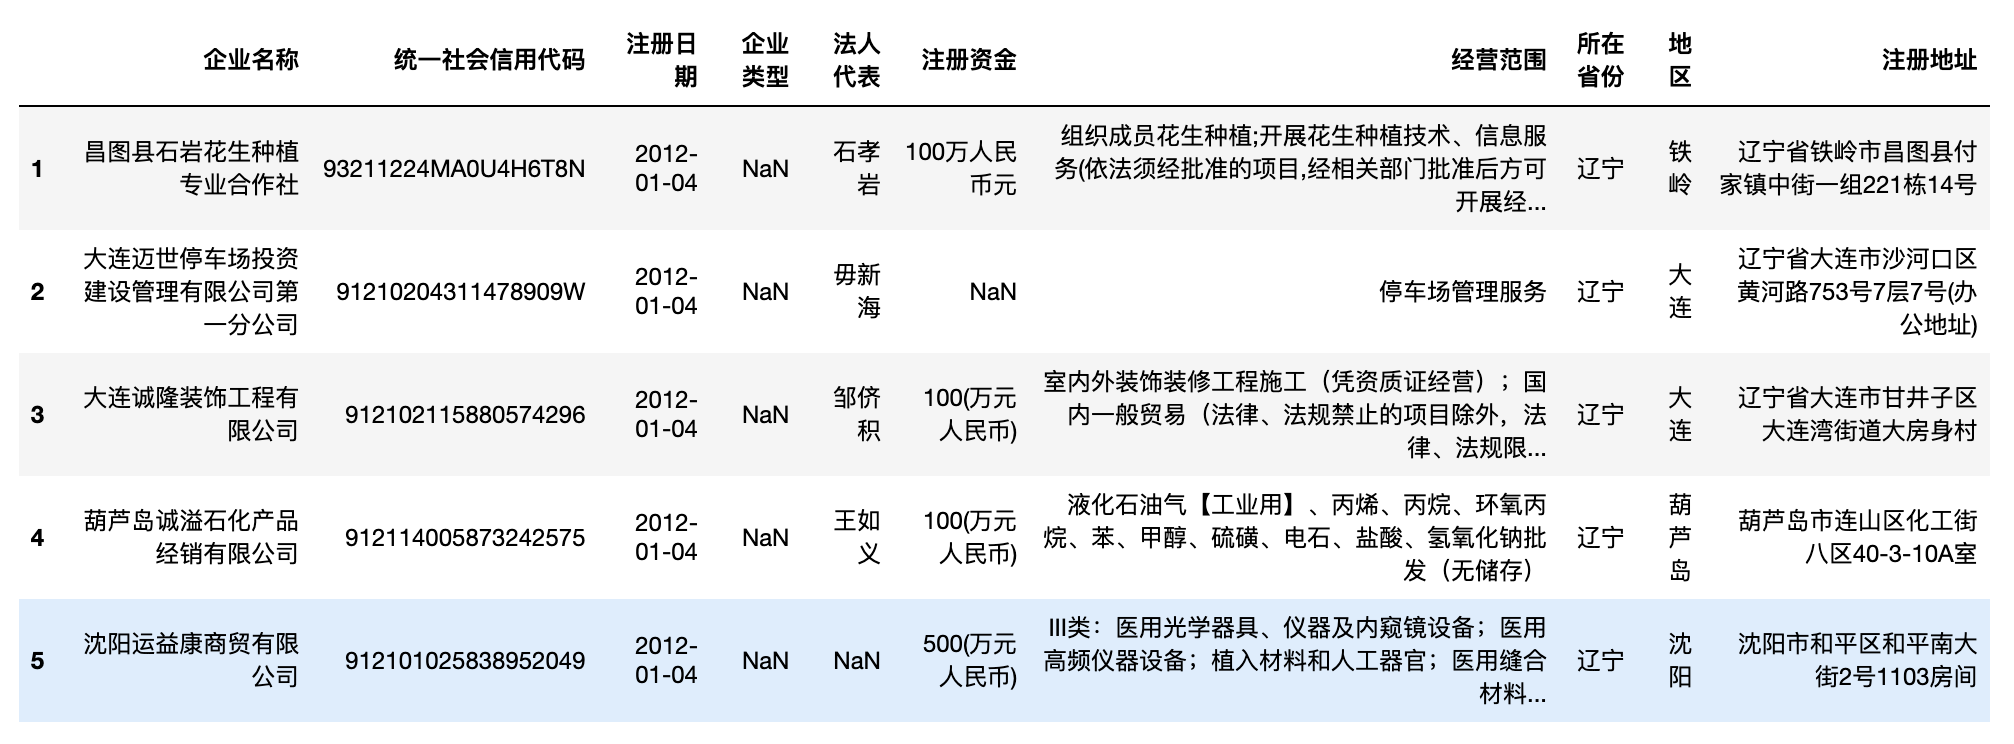 企业名称 统一社会信用代码 注册日期 企业类型 法人代表 注册资金 经营范围 所在省份 地区 注册地址
1 昌图县石岩花生种植专业合作社 93211224MA0U4H6T8N 2012-01-04 NaN 石孝岩 100万人民币元 组织成员花生种植;开展花生种植技术、信息服务(依法须经批准的项目,经相关部门批准后方可开展经... 辽宁 铁岭 辽宁省铁岭市昌图县付家镇中街一组221栋14号
2 大连迈世停车场投资建设管理有限公司第一分公司 91210204311478909W 2012-01-04 NaN 毋新海 NaN 停车场管理服务 辽宁 大连 辽宁省大连市沙河口区黄河路753号7层7号(办公地址)
3 大连诚隆装饰工程有限公司 912102115880574296 2012-01-04 NaN 邹侪积 100(万元人民币) 室内外装饰装修工程施工（凭资质证经营）；国内一般贸易（法律、法规禁止的项目除外，法律、法规限... 辽宁 大连 辽宁省大连市甘井子区大连湾街道大房身村
4 葫芦岛诚溢石化产品经销有限公司 912114005873242575 2012-01-04 NaN 王如义 100(万元人民币) 液化石油气【工业用】、丙烯、丙烷、环氧丙烷、苯、甲醇、硫磺、电石、盐酸、氢氧化钠批发（无储存） 辽宁 葫芦岛 葫芦岛市连山区化工街八区40-3-10A室
5 沈阳运益康商贸有限公司 912101025838952049 2012-01-04 NaN NaN 500(万元人民币) III类：医用光学器具、仪器及内窥镜设备；医用高频仪器设备；植入材料和人工器官；医用缝合材料... 辽宁 沈阳 沈阳市和平区和平南大街2号1103房间